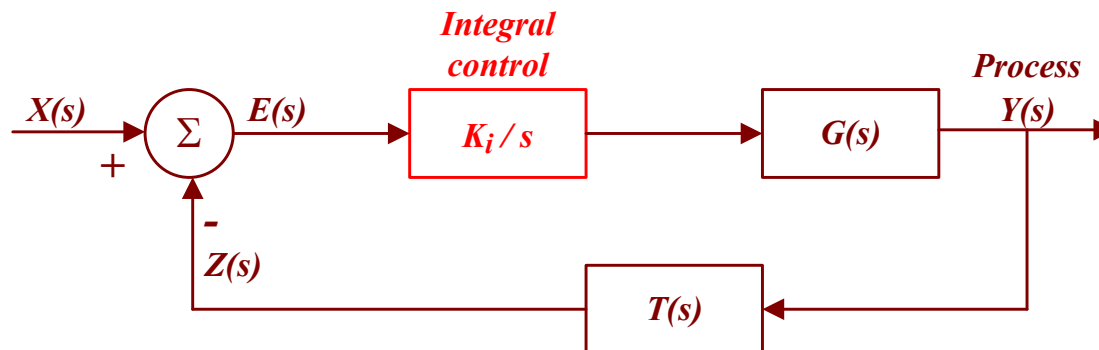 Integral
control
Process
X(s)
E(s)
Y(s)
Σ
K_i / s
G(s)
+
-
Z(s)
T(s)